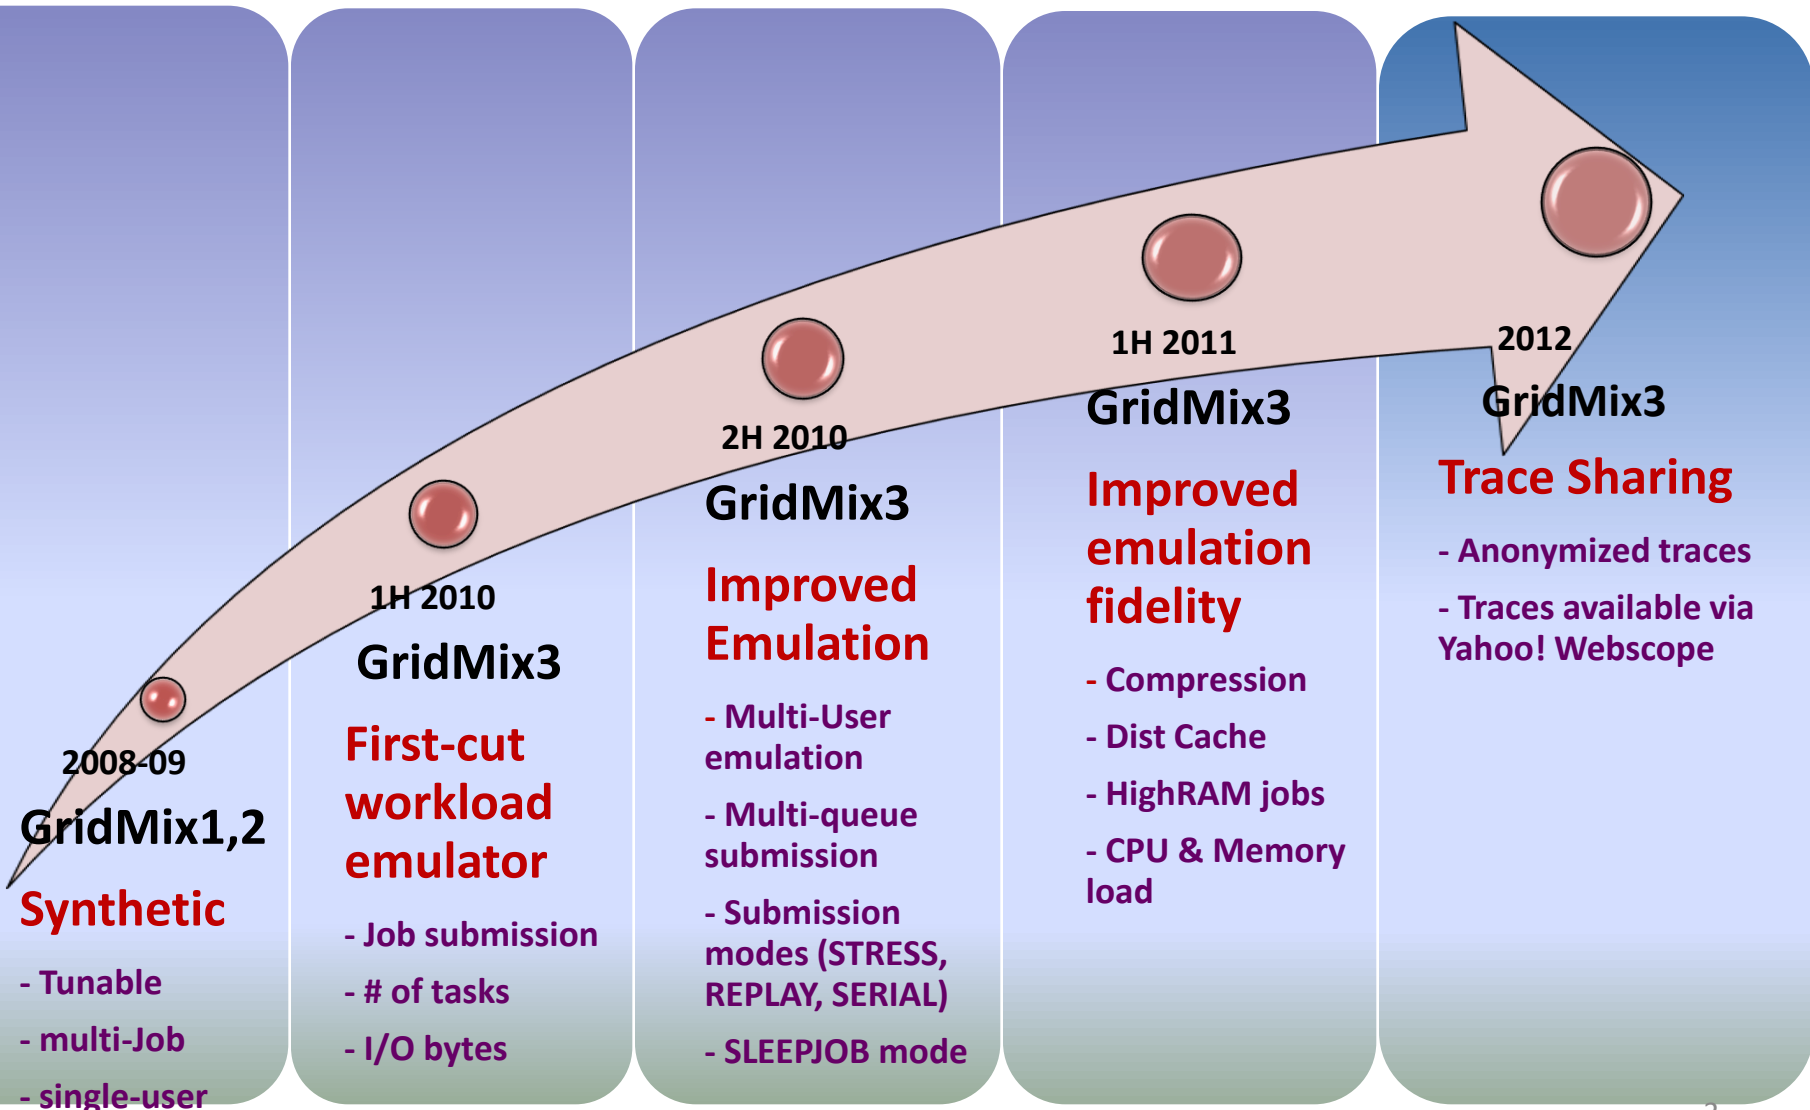 2008-09
GridMix1,2
Synthetic
- Tunable
- multi-Job
- single-user
1H 2010
GridMix3
First-cut
workload
emulator
- Job submission
- # of tasks
- I/O bytes
2H 2010
GridMix3
Improved
Emulation
- Multi-User
emulation
- Multi-queue
submission
- Submission
modes (STRESS,
REPLAY, SERIAL)
- SLEEPJOB mode
1H 2011
GridMix3
Improved
emulation
fidelity
- Compression
- Dist Cache
- HighRAM jobs
- CPU & Memory
load
2012
GridMix3
Trace Sharing
- Anonymized traces
- Traces available via
Yahoo! Webscope